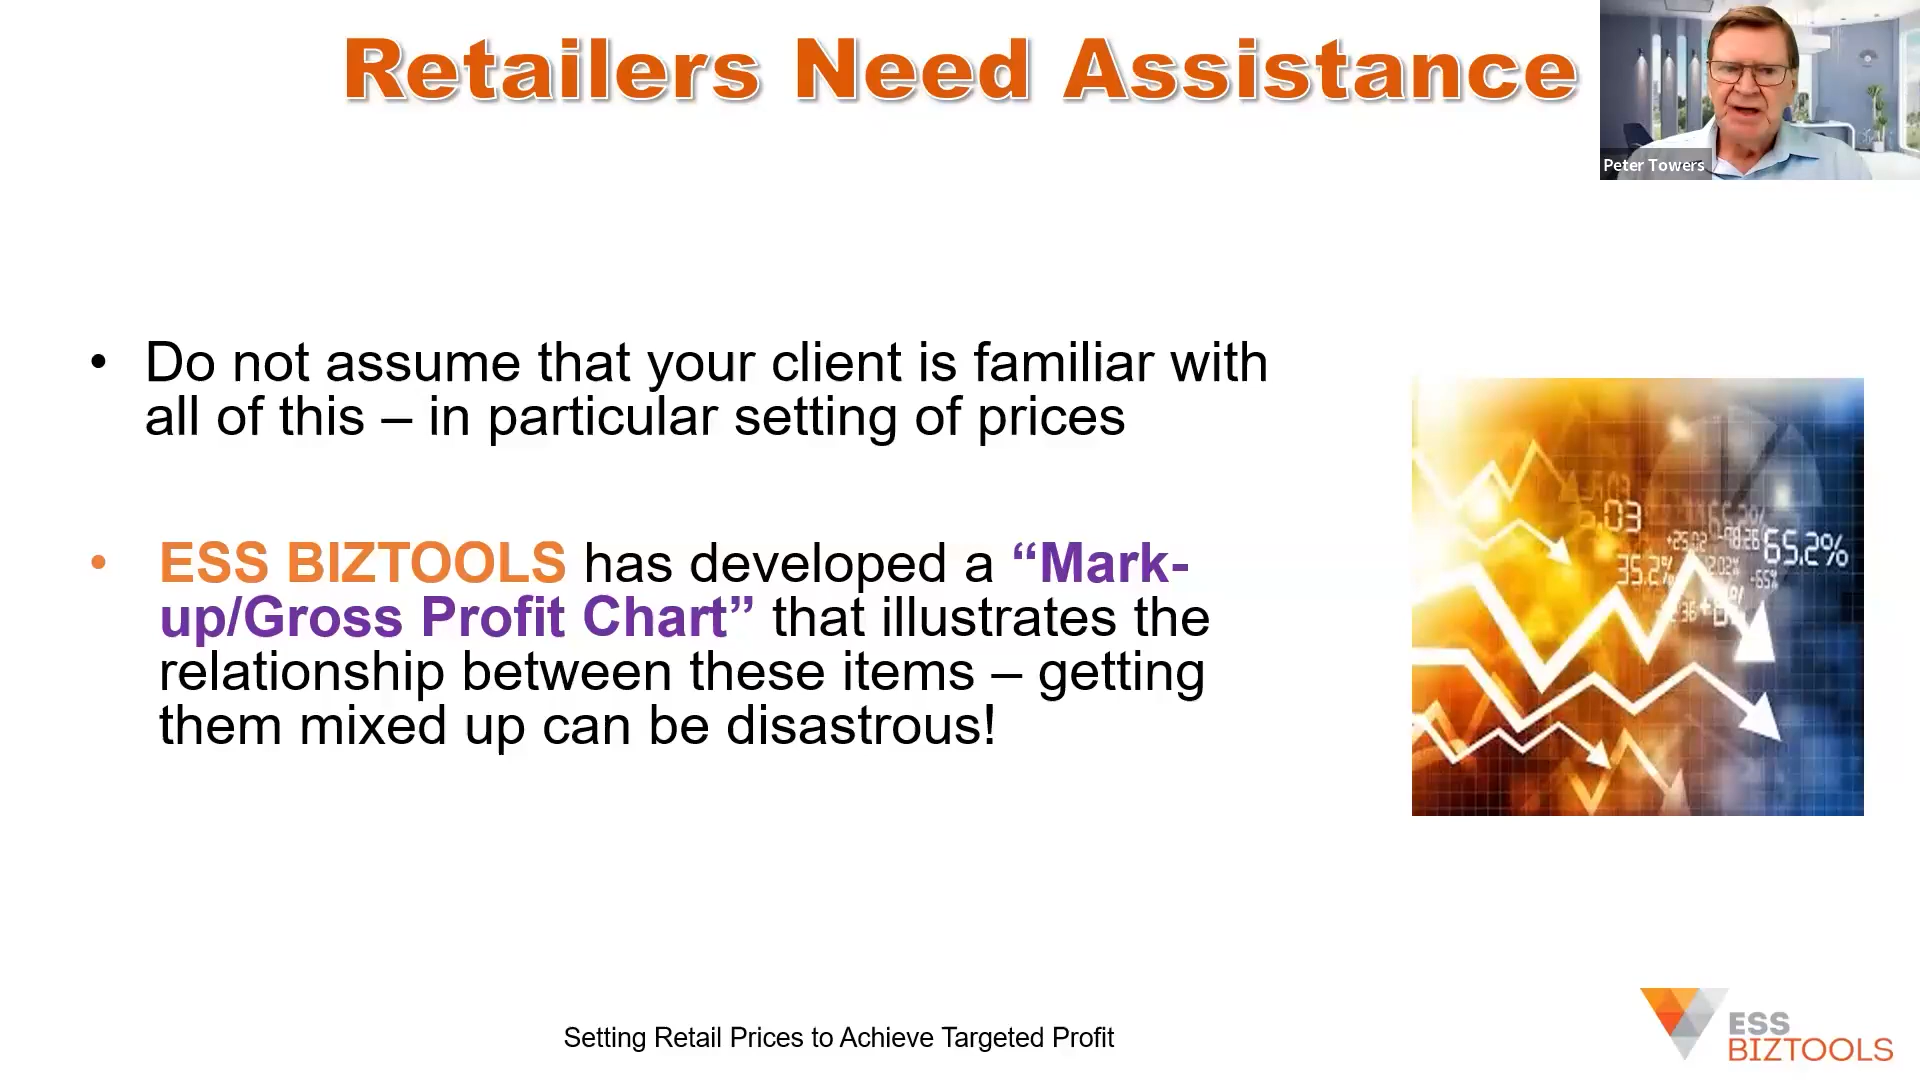 Retailers Need Assistance
Peter Towers
• Do not assume that your client is familiar with
all of this – in particular setting of prices
• ESS BIZTOOLS has developed a “Mark-
up/Gross Profit Chart” that illustrates the
relationship between these items – getting
them mixed up can be disastrous!
65.2%
35.2%
Setting Retail Prices to Achieve Targeted Profit
ESS
BIZTOOLS